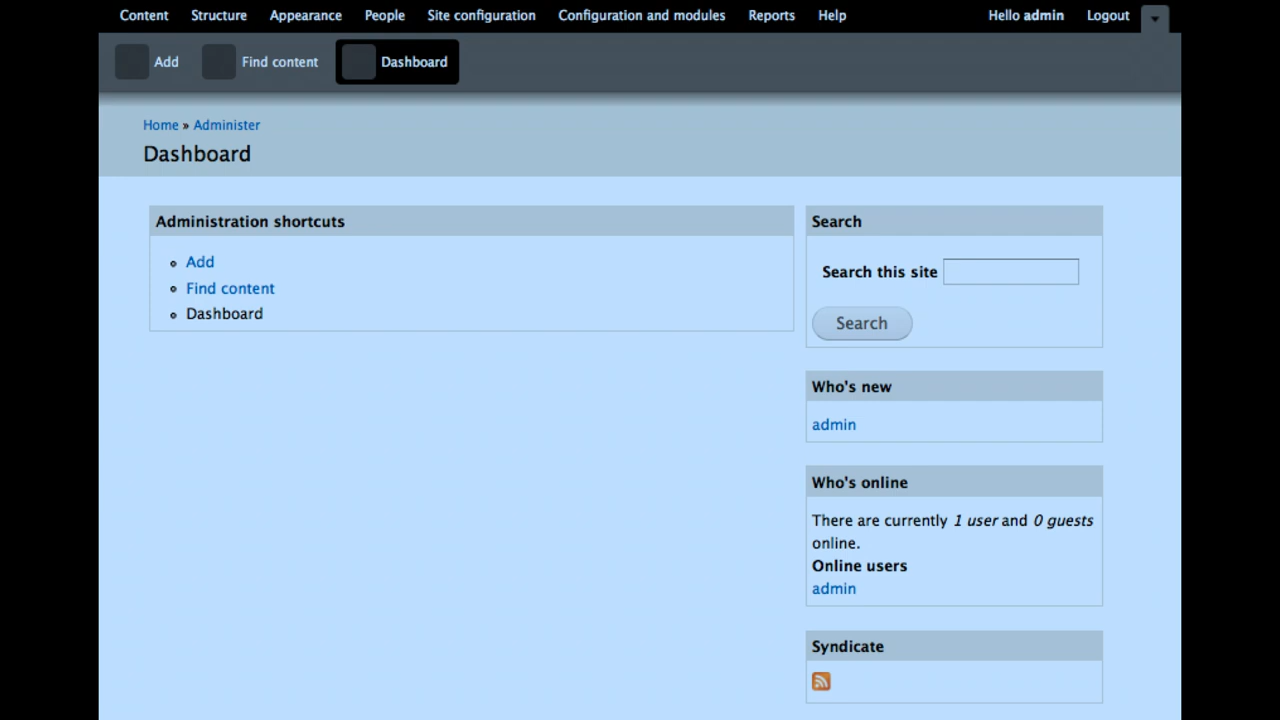 Content Structure Appearance People Site configuration Configuration and modules Reports Help Hello admin Logout
Add Find content Dashboard
Home » Administer
Dashboard
Administration shortcuts
Add
Find content
Dashboard
Search
Search this site
Search
Who's new
admin
Who's online
There are currently 1 user and 0 guests
online.
Online users
admin
Syndicate